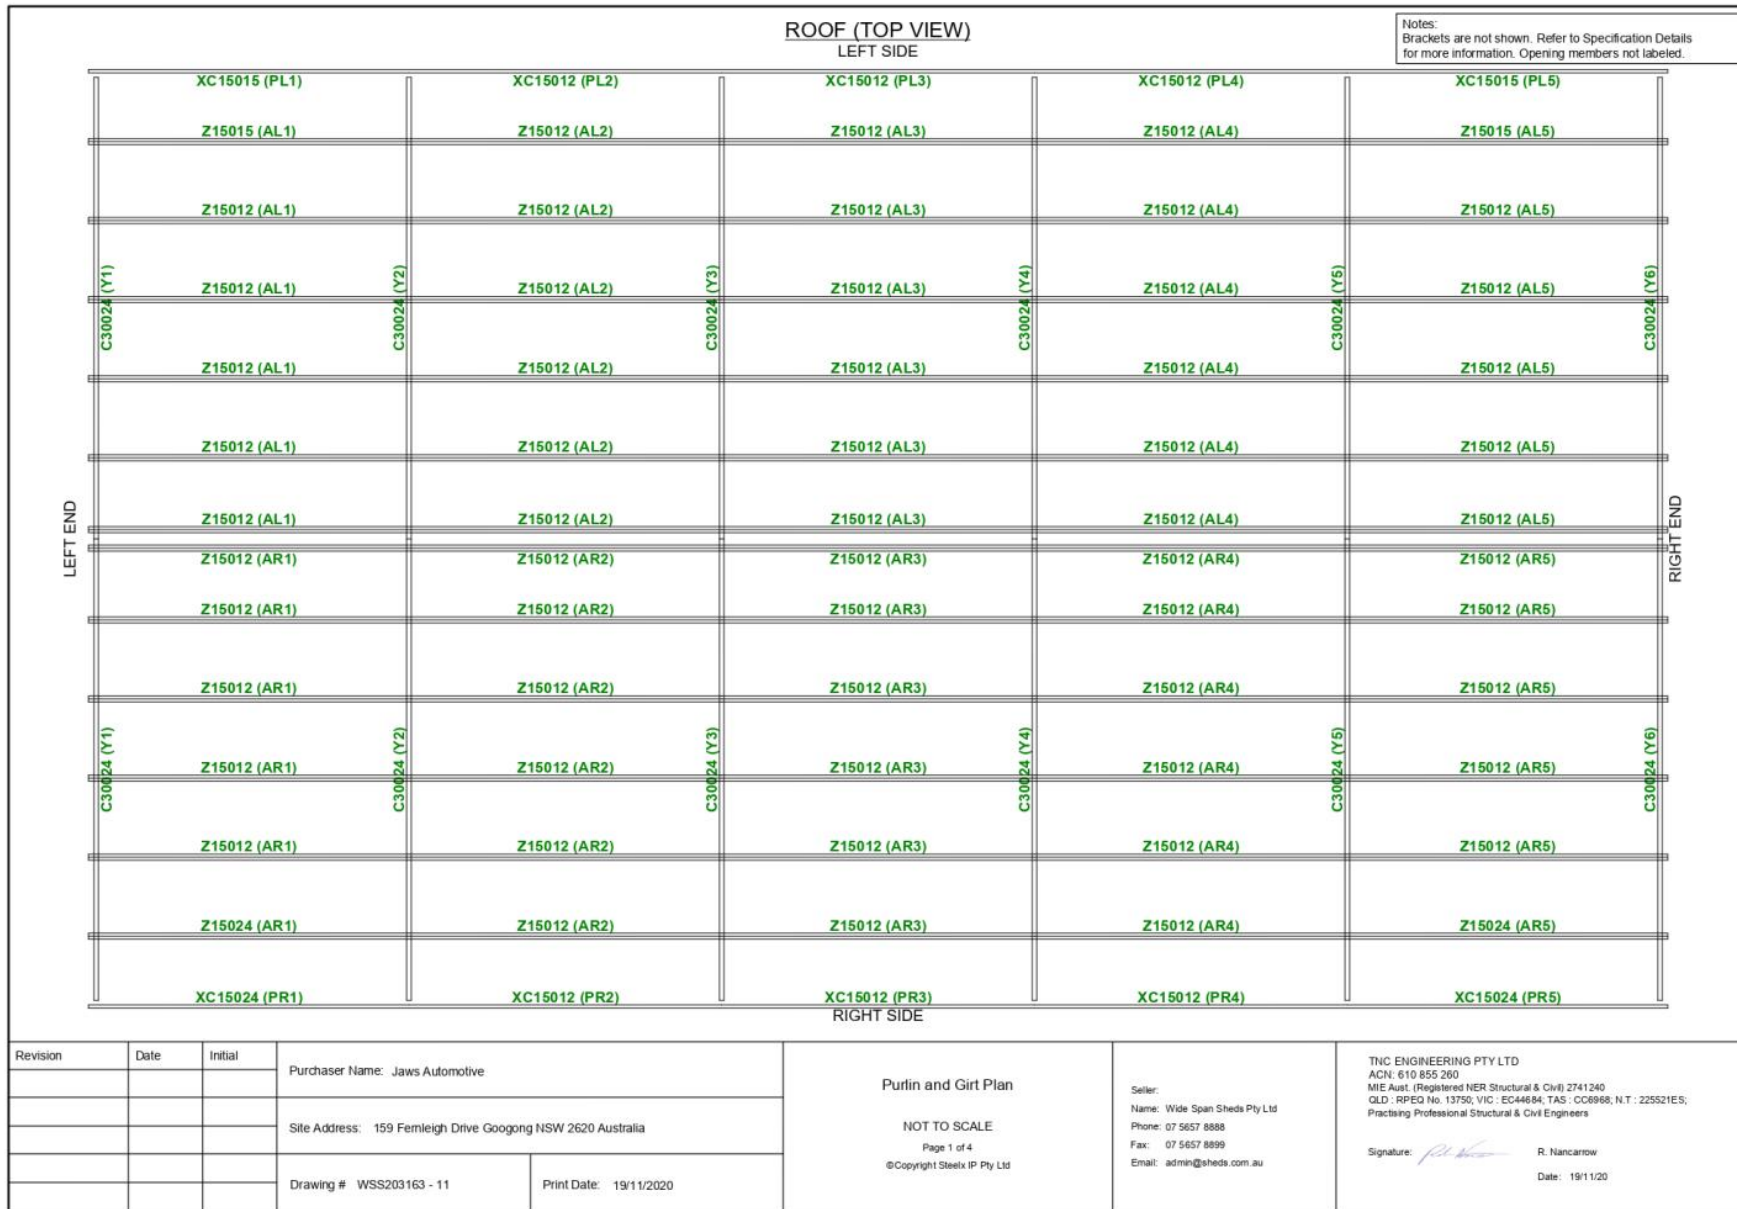 ROOF (TOP VIEW)
LEFT SIDE
Notes:
Brackets are not shown. Refer to Specification Details
for more information. Opening members not labeled.
XC15015 (PL1) XC15012 (PL2) XC15012 (PL3) XC15012 (PL4) XC15015 (PL5)
Z15015 (AL1) Z15012 (AL2) Z15012 (AL3) Z15012 (AL4) Z15015 (AL5)
Z15012 (AL1) Z15012 (AL2) Z15012 (AL3) Z15012 (AL4) Z15012 (AL5)
C30024 (Y1) C30024 (Y2) C30024 (Y3) C30024 (Y4) C30024 (Y5) C30024 (Y6)
Z15012 (AL1) Z15012 (AL2) Z15012 (AL3) Z15012 (AL4) Z15012 (AL5)
Z15012 (AL1) Z15012 (AL2) Z15012 (AL3) Z15012 (AL4) Z15012 (AL5)
Z15012 (AL1) Z15012 (AL2) Z15012 (AL3) Z15012 (AL4) Z15012 (AL5)
Z15012 (AL1) Z15012 (AL2) Z15012 (AL3) Z15012 (AL4) Z15012 (AL5)
LEFT END
RIGHT END
Z15012 (AR1) Z15012 (AR2) Z15012 (AR3) Z15012 (AR4) Z15012 (AR5)
Z15012 (AR1) Z15012 (AR2) Z15012 (AR3) Z15012 (AR4) Z15012 (AR5)
Z15012 (AR1) Z15012 (AR2) Z15012 (AR3) Z15012 (AR4) Z15012 (AR5)
C30024 (Y1) C30024 (Y2) C30024 (Y3) C30024 (Y4) C30024 (Y5) C30024 (Y6)
Z15012 (AR1) Z15012 (AR2) Z15012 (AR3) Z15012 (AR4) Z15012 (AR5)
Z15012 (AR1) Z15012 (AR2) Z15012 (AR3) Z15012 (AR4) Z15012 (AR5)
Z15024 (AR1) Z15012 (AR2) Z15012 (AR3) Z15012 (AR4) Z15024 (AR5)
XC15024 (PR1) XC15012 (PR2) XC15012 (PR3) XC15012 (PR4) XC15024 (PR5)
RIGHT SIDE
Revision Date Initial
Purchaser Name: Jaws Automotive
Site Address: 159 Fernleigh Drive Googong NSW 2620 Australia
Drawing # WSS203163 - 11 Print Date: 19/11/2020
Purlin and Girt Plan
NOT TO SCALE
Page 1 of 4
©Copyright Steelx IP Pty Ltd
Seller:
Name: Wide Span Sheds Pty Ltd
Phone: 07 5657 8888
Fax: 07 5657 8899
Email: admin@sheds.com.au
TNC ENGINEERING PTY LTD
ACN: 610 855 260
MIE Aust. (Registered NER Structural & Civil) 2741240
QLD : RPEQ No. 13750; VIC : EC44684; TAS : CC6968; N.T : 225521ES;
Practising Professional Structural & Civil Engineers
Signature: R. Nancarrow
Date: 19/11/20